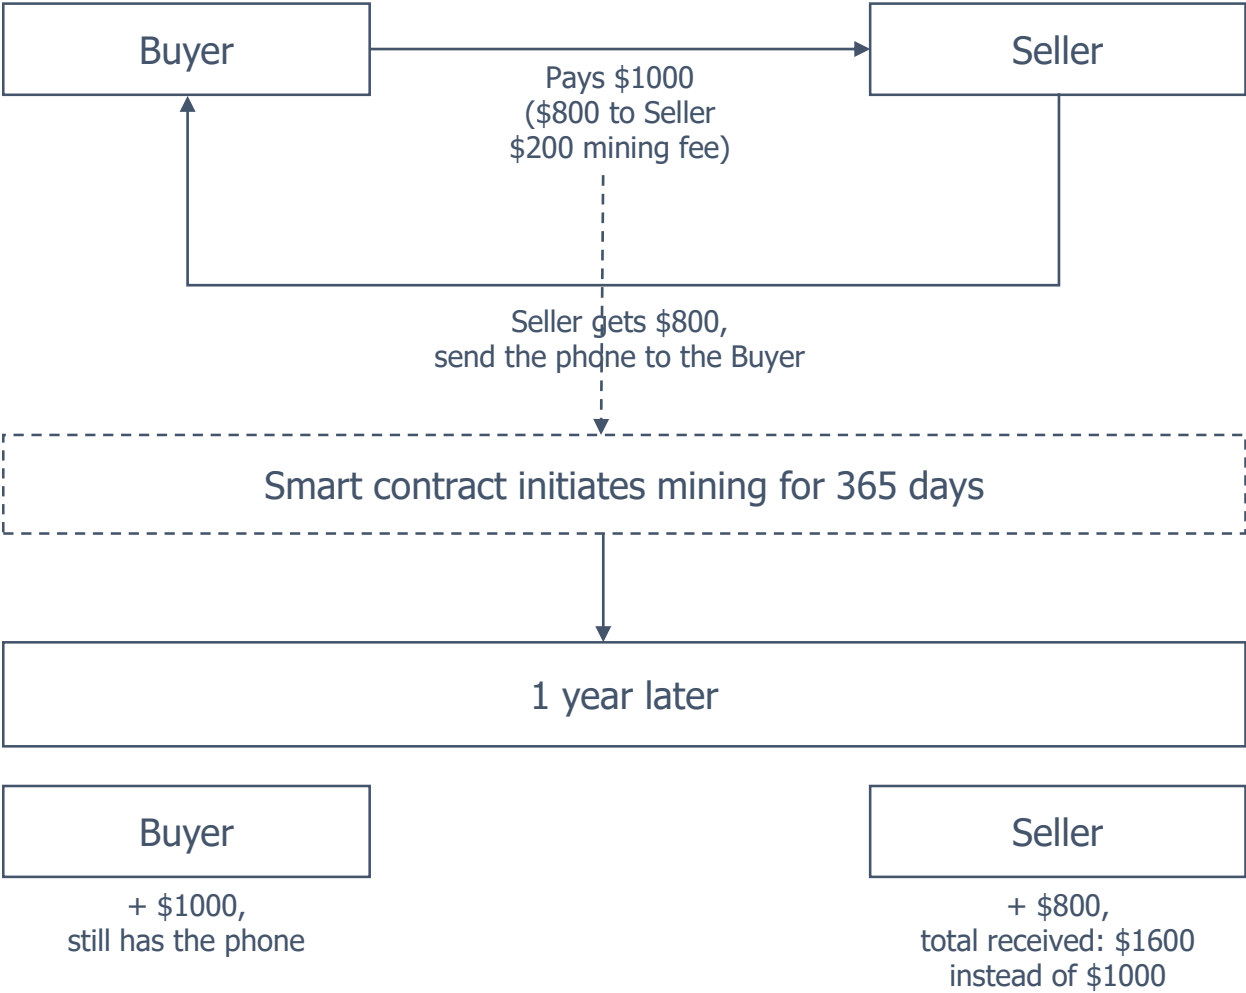 Buyer
Seller
Pays $1000
($800 to Seller
$200 mining fee)
Seller gets $800,
send the phone to the Buyer
Smart contract initiates mining for 365 days
1 year later
Buyer
Seller
+ $1000,
still has the phone
+ $800,
total received: $1600
instead of $1000